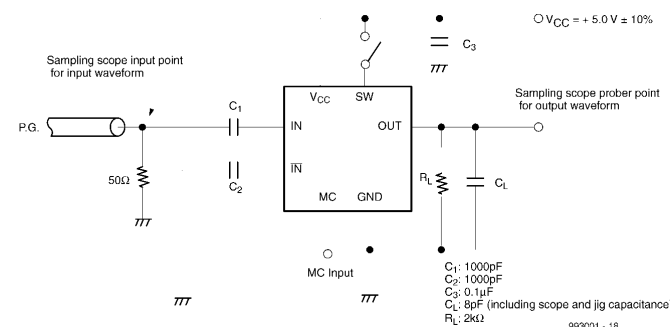 V_CC = + 5.0 V ± 10%
C₃
Sampling scope input point
for input waveform
Sampling scope prober point
for output waveform
V_CC SW
C₁
P.G.
IN
OUT
50Ω
C₂
I̅N̅
R_L
C_L
MC GND
MC Input
C₁: 1000pF
C₂: 1000pF
C₃: 0.1µF
C_L: 8pF (including scope and jig capacitance
R_L: 2kΩ
993001 - 18